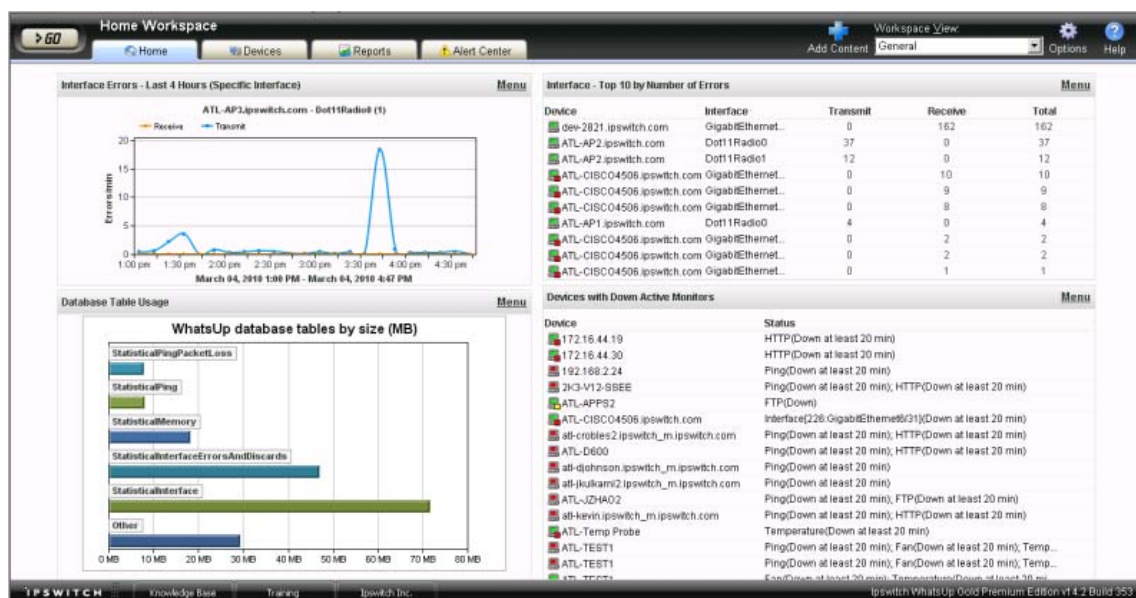 > GO
Home Workspace
Home
Devices
Reports
Alert Center
Add Content
Workspace View:
General
Options
Help
Interface Errors - Last 4 Hours (Specific Interface)
Menu
ATL-AP3.ipswitch.com - Dot11Radio0 (1)
Receive Transmit
Errors/min
20
15
10
5
0
1:00 pm 1:30 pm 2:00 pm 2:30 pm 3:00 pm 3:30 pm 4:00 pm 4:30 pm
March 04, 2010 1:00 PM - March 04, 2010 4:47 PM
Interface - Top 10 by Number of Errors
Menu
Device Interface Transmit Receive Total
dev-2821.ipswitch.com GigabitEthernet... 0 162 162
ATL-AP2.ipswitch.com Dot11Radio0 37 0 37
ATL-AP2.ipswitch.com Dot11Radio1 12 0 12
ATL-CISCO4506.ipswitch.com GigabitEthernet... 0 10 10
ATL-CISCO4506.ipswitch.com GigabitEthernet... 0 9 9
ATL-CISCO4506.ipswitch.com GigabitEthernet... 0 8 8
ATL-AP1.ipswitch.com Dot11Radio0 4 0 4
ATL-CISCO4506.ipswitch.com GigabitEthernet... 0 2 2
ATL-CISCO4506.ipswitch.com GigabitEthernet... 0 2 2
ATL-CISCO4506.ipswitch.com GigabitEthernet... 0 1 1
Database Table Usage
Menu
WhatsUp database tables by size (MB)
StatisticalPingPacketLoss
StatisticalPing
StatisticalMemory
StatisticalInterfaceErrorsAndDiscards
StatisticalInterface
Other
0 MB 10 MB 20 MB 30 MB 40 MB 50 MB 60 MB 70 MB 80 MB
Devices with Down Active Monitors
Menu
Device Status
172.16.44.19 HTTP(Down at least 20 min)
172.16.44.30 HTTP(Down at least 20 min)
192.168.2.24 Ping(Down at least 20 min)
2K3-V12-SSEE Ping(Down at least 20 min); HTTP(Down at least 20 min)
ATL-APPS2 FTP(Down)
ATL-CISCO4506.ipswitch.com Interface[226:GigabitEthernet6/31](Down at least 20 min)
atl-crobles2.ipswitch_m.ipswitch.com Ping(Down at least 20 min); HTTP(Down at least 20 min)
ATL-D600 Ping(Down at least 20 min); HTTP(Down at least 20 min)
atl-djohnson.ipswitch_m.ipswitch.com Ping(Down at least 20 min)
atl-jkulkarni2.ipswitch_m.ipswitch.com Ping(Down at least 20 min)
ATL-JZHAO2 Ping(Down at least 20 min); FTP(Down at least 20 min)
atl-kevin.ipswitch_m.ipswitch.com Ping(Down at least 20 min); HTTP(Down at least 20 min)
ATL-Temp Probe Temperature(Down at least 20 min)
ATL-TEST1 Ping(Down at least 20 min); Fan(Down at least 20 min); Temp...
ATL-TEST1 Ping(Down at least 20 min); Fan(Down at least 20 min); Temp...
ATL-TEST1 Fan(Down at least 20 min); Temperature(Down at least 20 mi...
IPSWITCH
Knowledge Base
Training
Ipswitch Inc.
Ipswitch WhatsUp Gold Premium Edition v14.2 Build 353